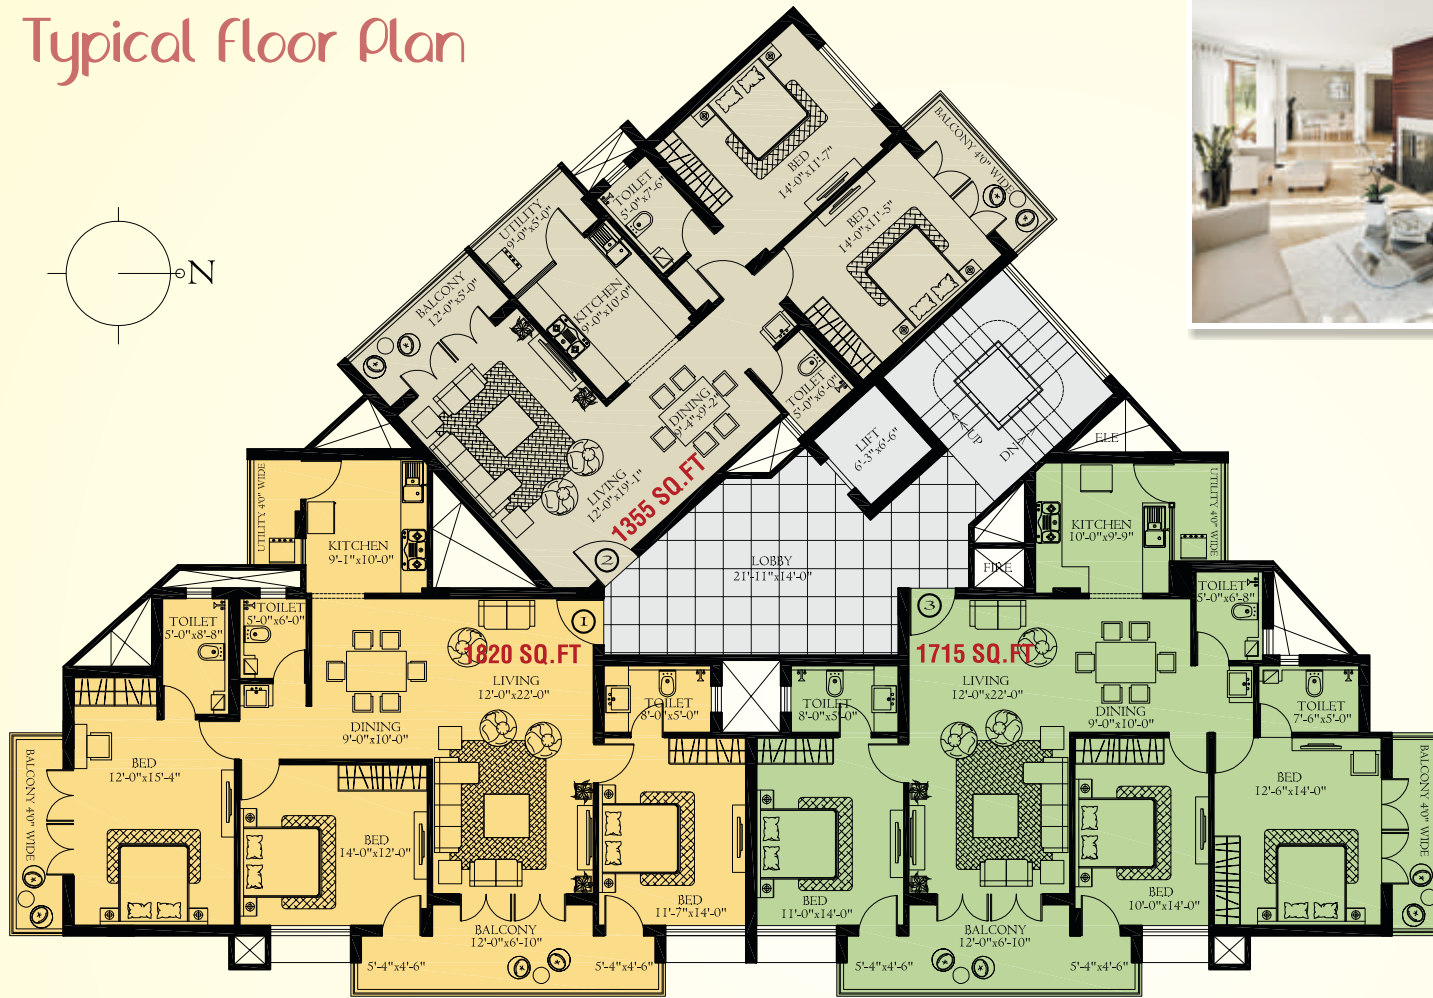 Typical Floor Plan
N
BED
14'-0"x11'-7"
BALCONY 4'0" WIDE
TOILET
5'-0"x7'-6"
BED
14'-0"x11'-5"
UTILITY
9'-0"x5'-0"
BALCONY
12'-0"x5'-0"
KITCHEN
9'-0"x10'-0"
TOILET
5'-0"x6'-0"
DINING
9'-4"x9'-2"
LIVING
12'-0"x19'-1"
1355 SQ.FT
2
LIFT
6'-3"x6'-6"
UP
DN
ELE
FIRE
LOBBY
21'-11"x14'-0"
UTILITY 4'0" WIDE
KITCHEN
9'-1"x10'-0"
TOILET
5'-0"x8'-8"
TOILET
5'-0"x6'-0"
1
1820 SQ.FT
LIVING
12'-0"x22'-0"
DINING
9'-0"x10'-0"
TOILET
8'-0"x5'-0"
BED
12'-0"x15'-4"
BALCONY 4'0" WIDE
BED
14'-0"x12'-0"
BED
11'-7"x14'-0"
BALCONY
12'-0"x6'-10"
5'-4"x4'-6"
5'-4"x4'-6"
KITCHEN
10'-0"x9'-9"
UTILITY 4'0" WIDE
TOILET
5'-0"x6'-8"
3
1715 SQ.FT
LIVING
12'-0"x22'-0"
DINING
9'-0"x10'-0"
TOILET
8'-0"x5'-0"
TOILET
7'-6"x5'-0"
BED
12'-6"x14'-0"
BALCONY 4'0" WIDE
BED
11'-0"x14'-0"
BED
10'-0"x14'-0"
BALCONY
12'-0"x6'-10"
5'-4"x4'-6"
5'-4"x4'-6"